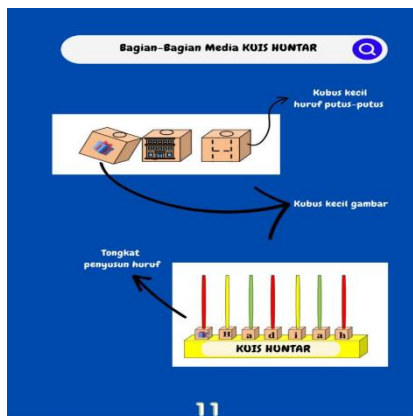 Bagian-Bagian Media KUIS HUNTAR
Kubus kecil
huruf putus-putus
Kubus kecil gambar
Tongkat
penyusun huruf
H a d i a h
KUIS HUNTAR
11